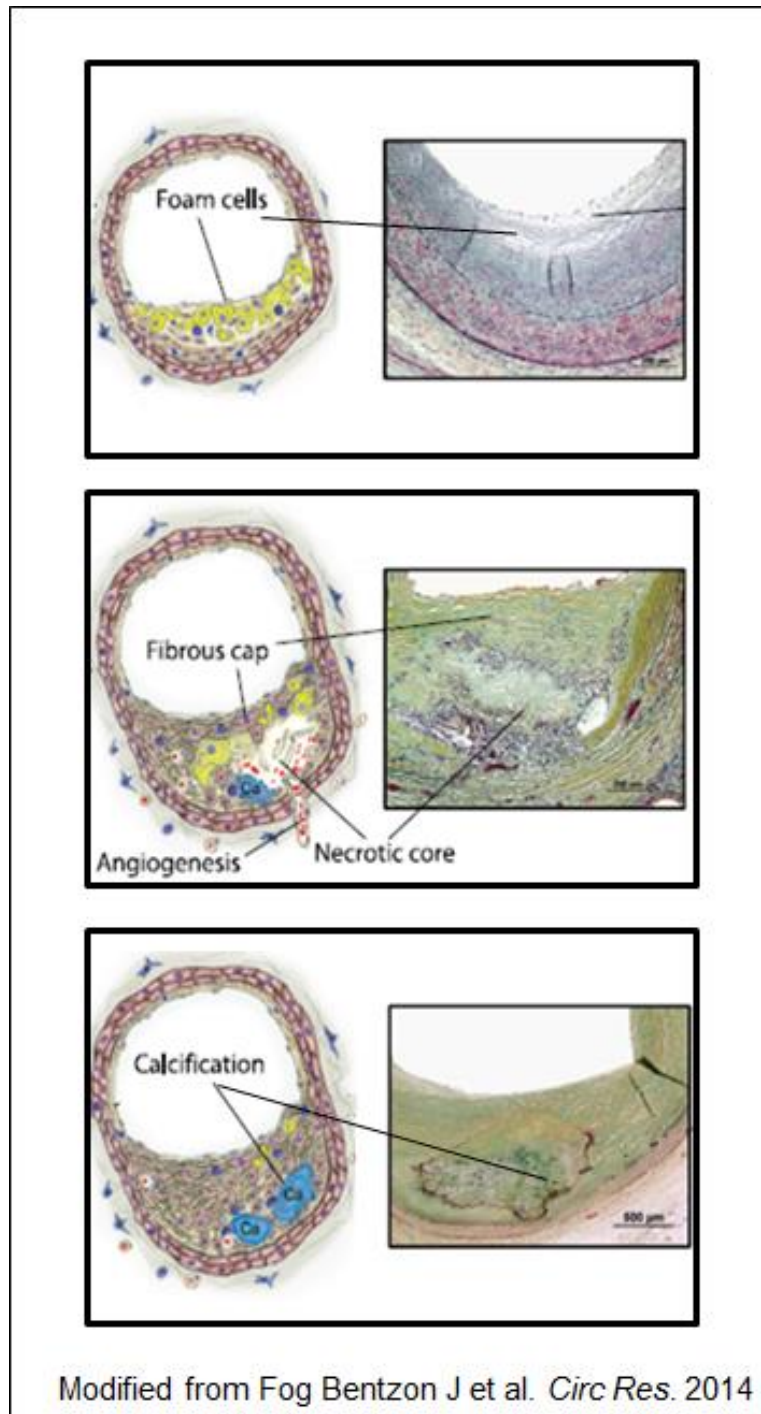 Foam cells
Fibrous cap
Ca
Angiogenesis
Necrotic core
Calcification
Ca
Ca
500 µm
Modified from Fog Bentzon J et al. Circ Res. 2014